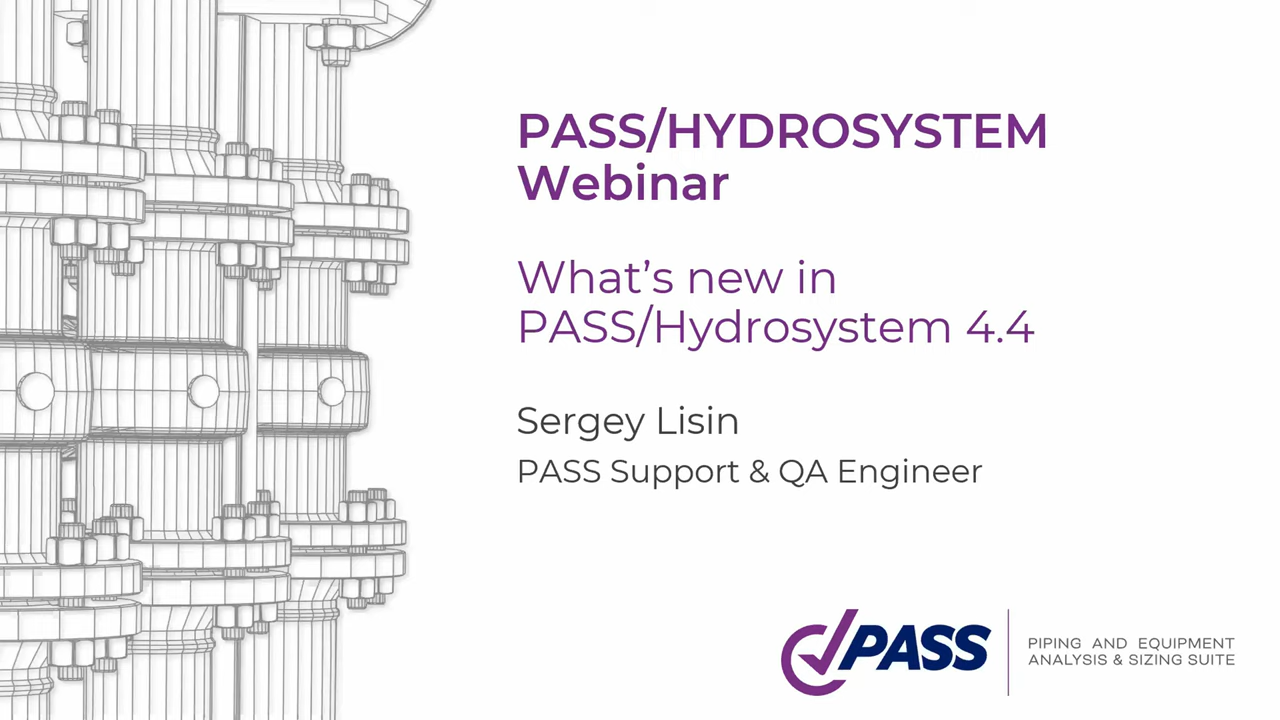 PASS/HYDROSYSTEM
Webinar
What's new in
PASS/Hydrosystem 4.4
Sergey Lisin
PASS Support & QA Engineer
PASS
PIPING AND EQUIPMENT
ANALYSIS & SIZING SUITE